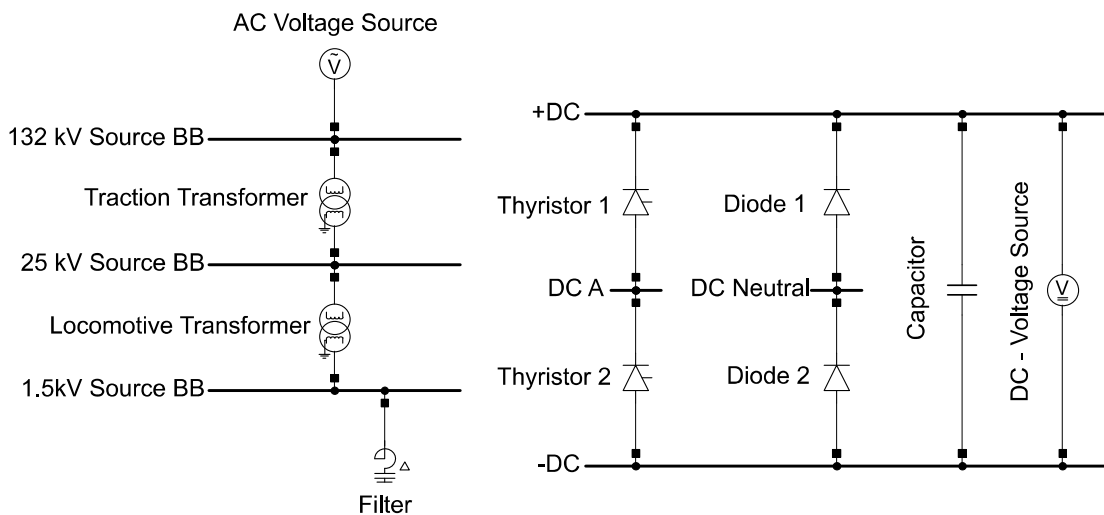 AC Voltage Source
Ṽ
132 kV Source BB
Traction Transformer
25 kV Source BB
Locomotive Transformer
1.5kV Source BB
Filter
+DC
Thyristor 1
Diode 1
DC A
DC Neutral
Thyristor 2
Diode 2
-DC
Capacitor
DC - Voltage Source
V